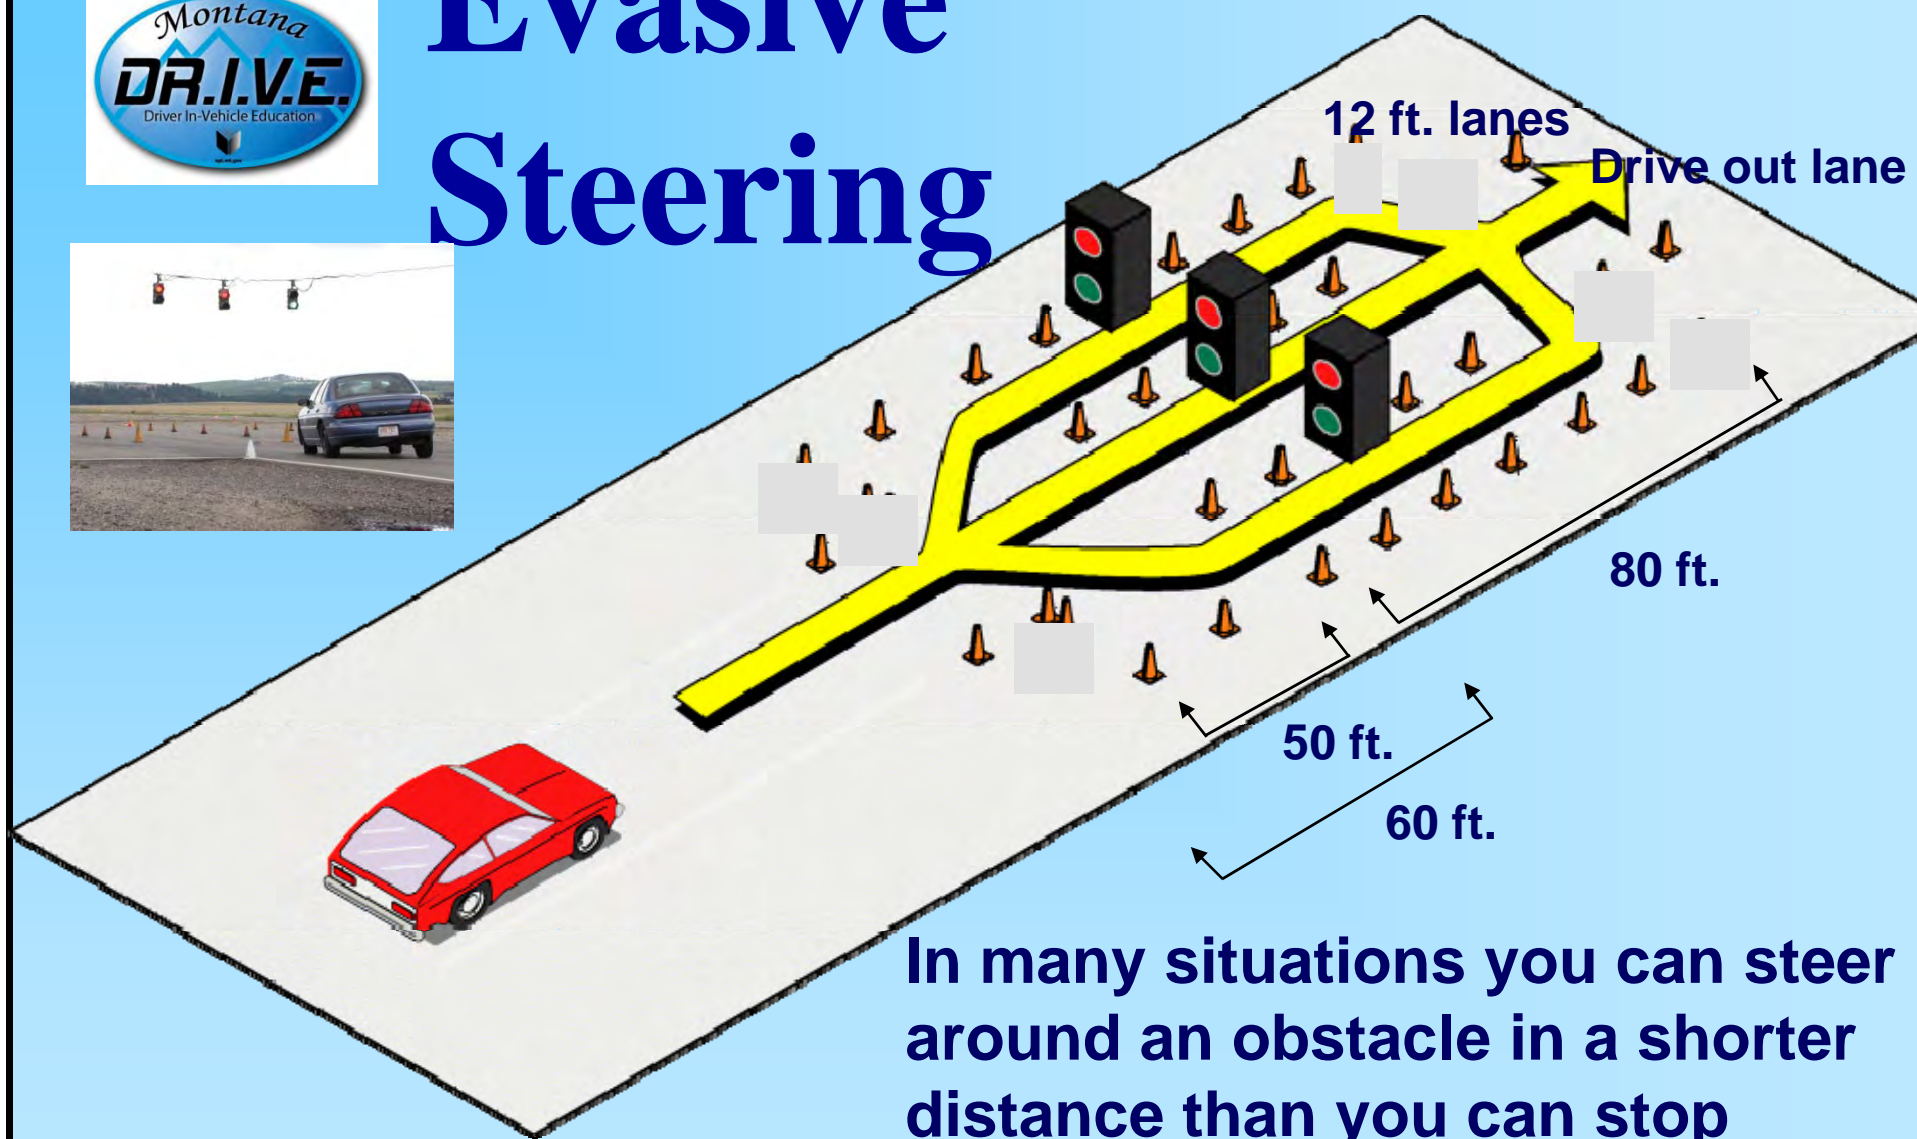 Montana
DR.I.V.E.
Driver In-Vehicle Education
Evasive
Steering
12 ft. lanes
Drive out lane
80 ft.
50 ft.
60 ft.
In many situations you can steer
around an obstacle in a shorter
distance than you can stop